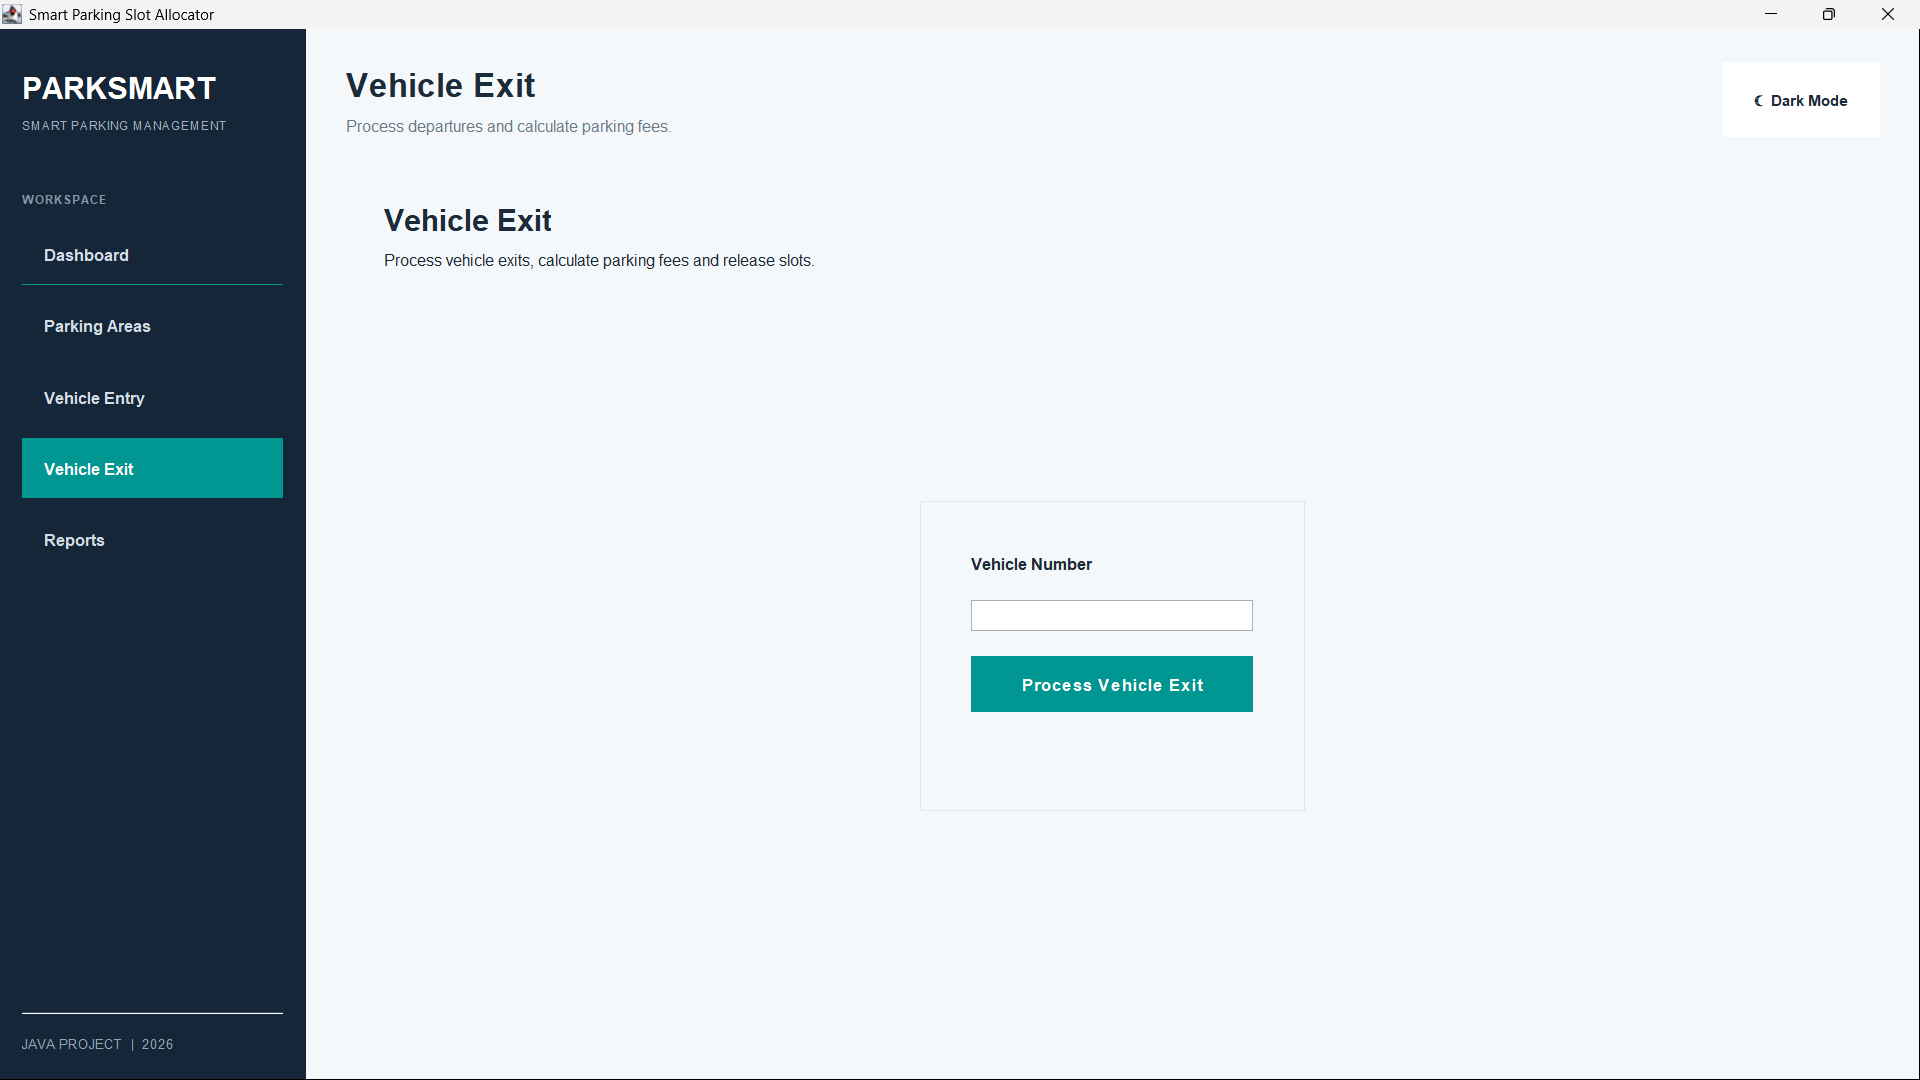 Smart Parking Slot Allocator
PARKSMART
SMART PARKING MANAGEMENT
WORKSPACE
Dashboard
Parking Areas
Vehicle Entry
Vehicle Exit
Reports
JAVA PROJECT | 2026
Vehicle Exit
Process departures and calculate parking fees.
Dark Mode
Vehicle Exit
Process vehicle exits, calculate parking fees and release slots.
Vehicle Number
Process Vehicle Exit